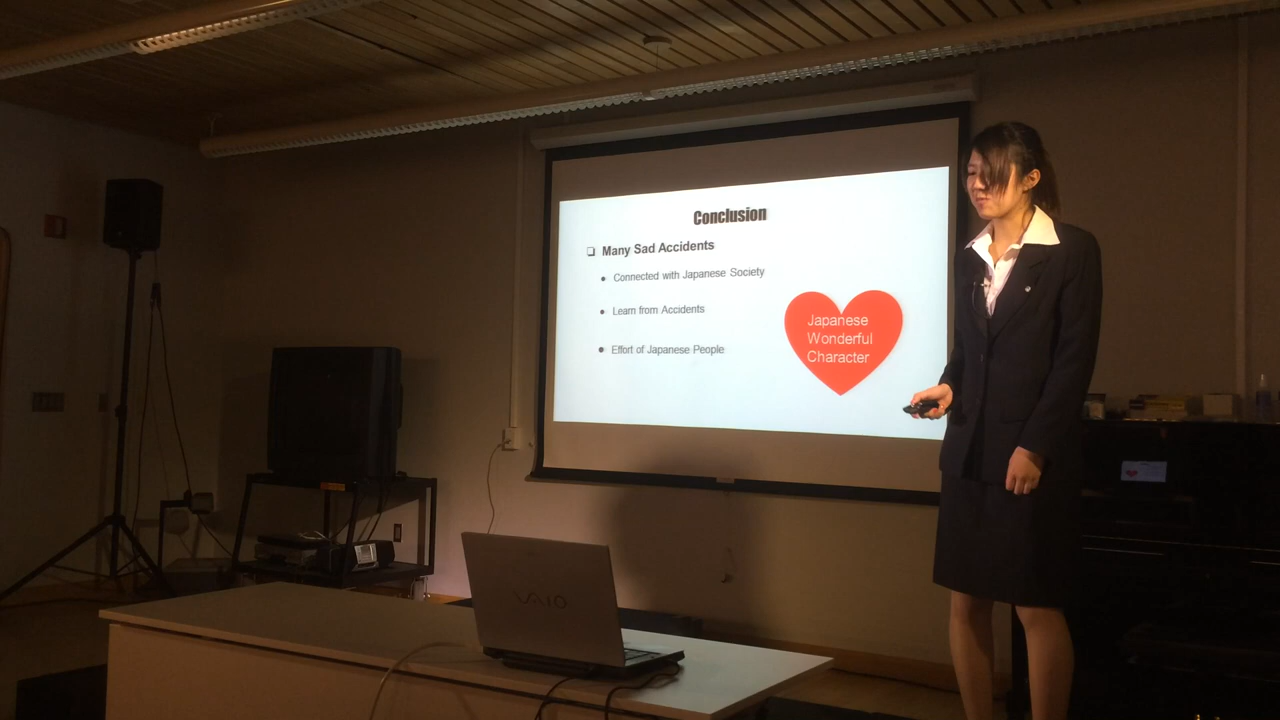 Conclusion
Many Sad Accidents
Connected with Japanese Society
Learn from Accidents
Effort of Japanese People
Japanese
Wonderful
Character
VAIO